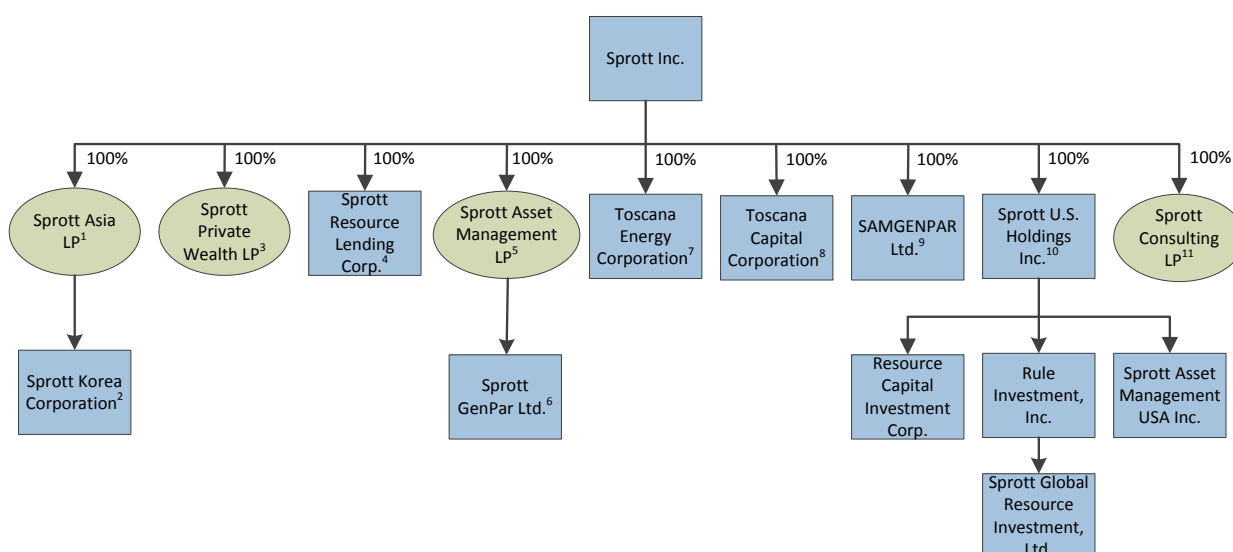 Sprott Inc.
100%
100%
100%
100%
100%
100%
100%
100%
100%
Sprott Asia
LP1
Sprott
Private
Wealth LP3
Sprott
Resource
Lending
Corp.4
Sprott Asset
Management
LP5
Toscana
Energy
Corporation7
Toscana
Capital
Corporation8
SAMGENPAR
Ltd.9
Sprott U.S.
Holdings
Inc.10
Sprott
Consulting
LP11
Sprott Korea
Corporation2
Sprott
GenPar Ltd.6
Resource
Capital
Investment
Corp.
Rule
Investment,
Inc.
Sprott Asset
Management
USA Inc.
Sprott Global
Resource
Investment,
Ltd.